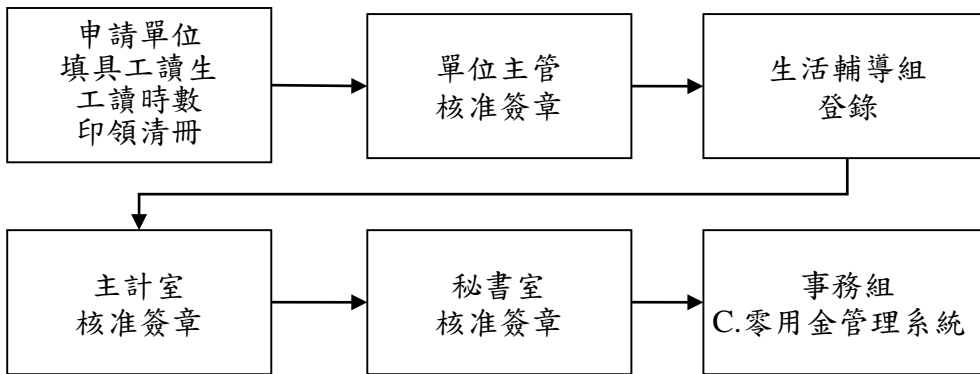 申請單位
填具工讀生
工讀時數
印領清冊
單位主管
核准簽章
生活輔導組
登錄
主計室
核准簽章
秘書室
核准簽章
事務組
C.零用金管理系統